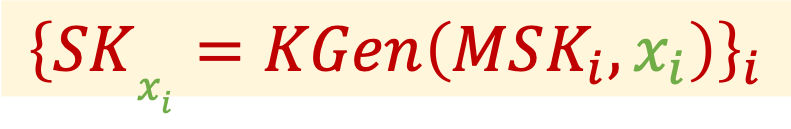 {SK_{x_i} = KGen(MSK_i, x_i)}_i